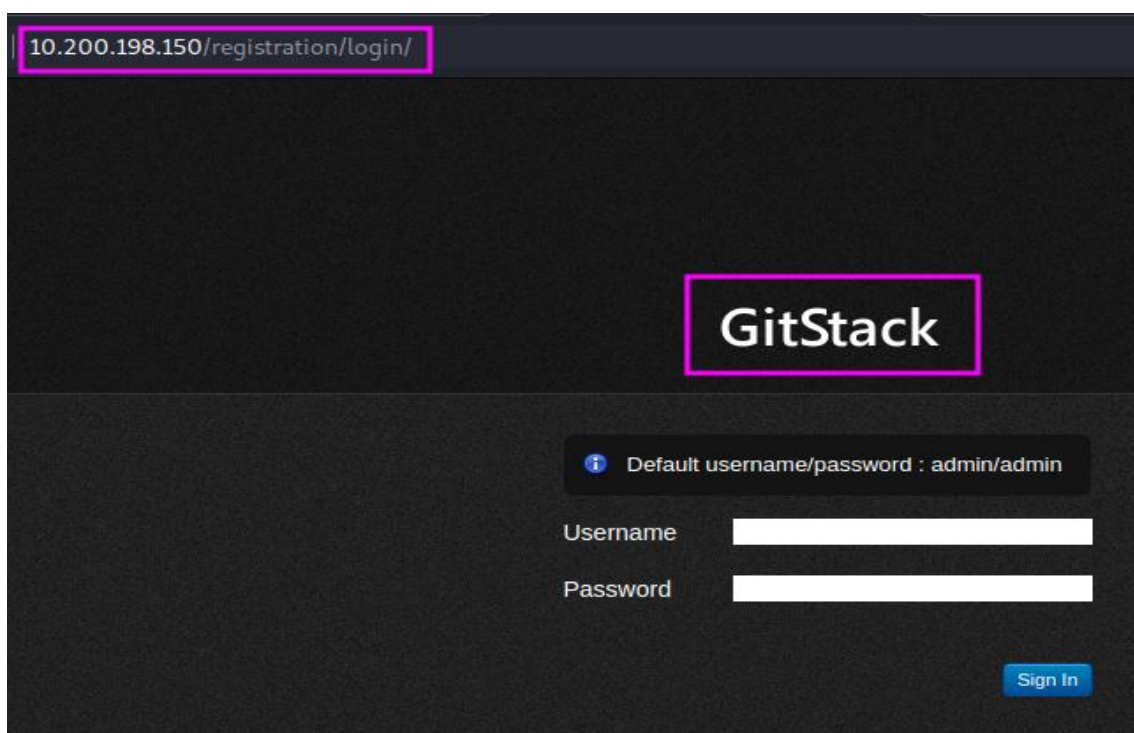 10.200.198.150/registration/login/
GitStack
Default username/password : admin/admin
Username
Password
Sign In